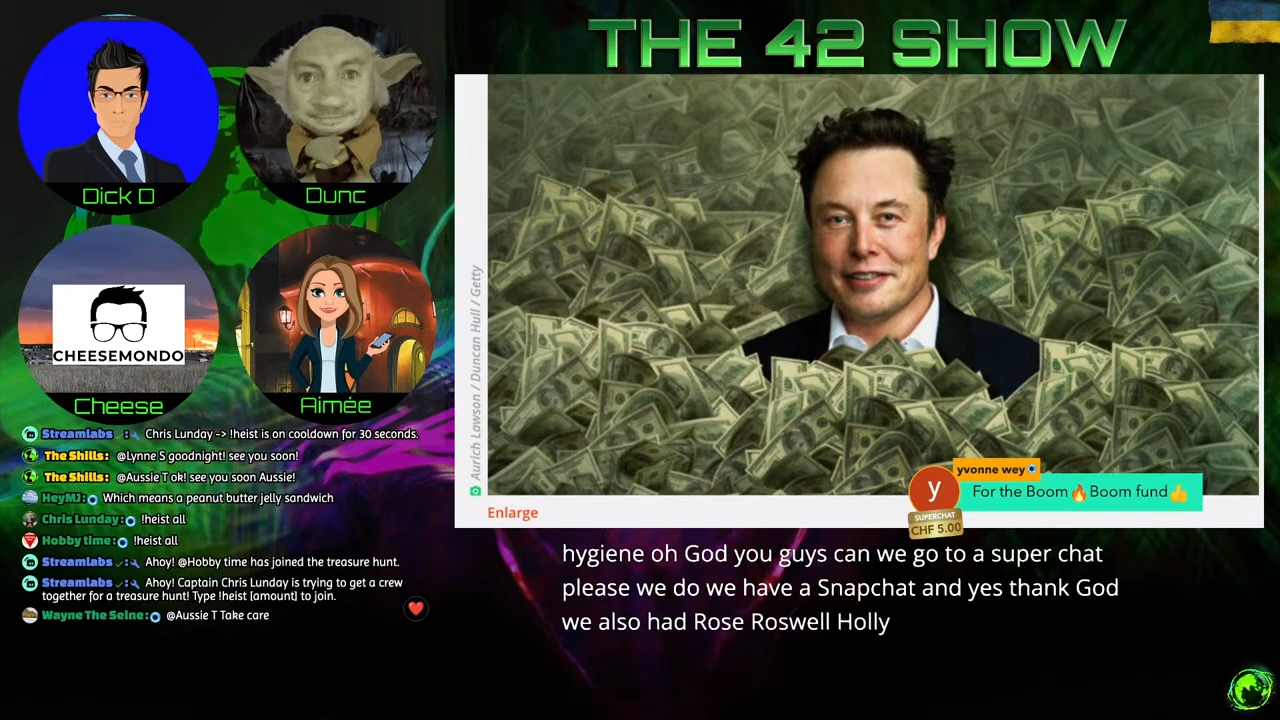 THE 42 SHOW
Dick D
Dunc
CHEESEMONDO
Cheese
Aimée
Streamlabs : Chris Lunday -> !heist is on cooldown for 30 seconds.
The Shills: @Lynne S goodnight! see you soon!
The Shills: @Aussie T ok! see you soon Aussie!
HeyMJ: Which means a peanut butter jelly sandwich
Chris Lunday: !heist all
Hobby time: !heist all
Streamlabs : Ahoy! @Hobby time has joined the treasure hunt.
Streamlabs : Ahoy! Captain Chris Lunday is trying to get a crew
together for a treasure hunt! Type !heist [amount] to join.
Wayne The Seine: @Aussie T Take care
Aurich Lawson / Duncan Hull / Getty
Enlarge
yvonne wey
y
For the Boom🔥Boom fund👍
SUPERCHAT
CHF 5.00
hygiene oh God you guys can we go to a super chat
please we do we have a Snapchat and yes thank God
we also had Rose Roswell Holly